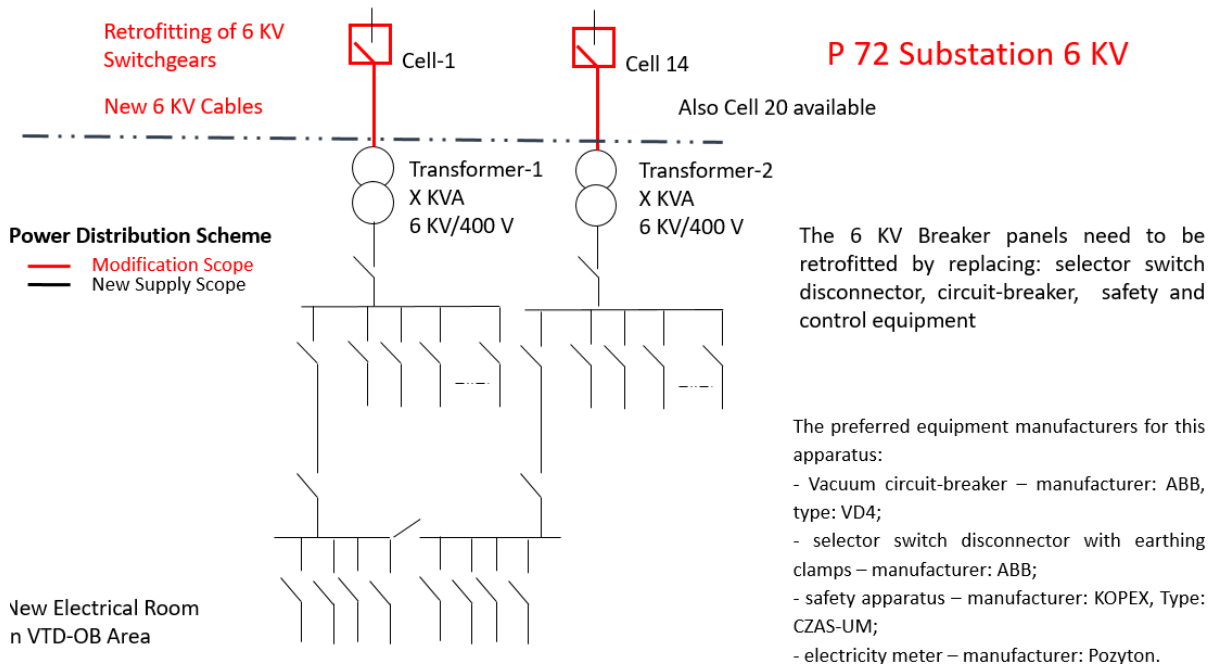 Retrofitting of 6 KV
Switchgears
Cell-1
Cell 14
P 72 Substation 6 KV
New 6 KV Cables
Also Cell 20 available
Transformer-1
X KVA
6 KV/400 V
Transformer-2
X KVA
6 KV/400 V
Power Distribution Scheme
Modification Scope
New Supply Scope
The 6 KV Breaker panels need to be
retrofitted by replacing: selector switch
disconnector, circuit-breaker, safety and
control equipment
The preferred equipment manufacturers for this
apparatus:
- Vacuum circuit-breaker – manufacturer: ABB,
type: VD4;
- selector switch disconnector with earthing
clamps – manufacturer: ABB;
- safety apparatus – manufacturer: KOPEX, Type:
CZAS-UM;
- electricity meter – manufacturer: Pozyton.
New Electrical Room
n VTD-OB Area